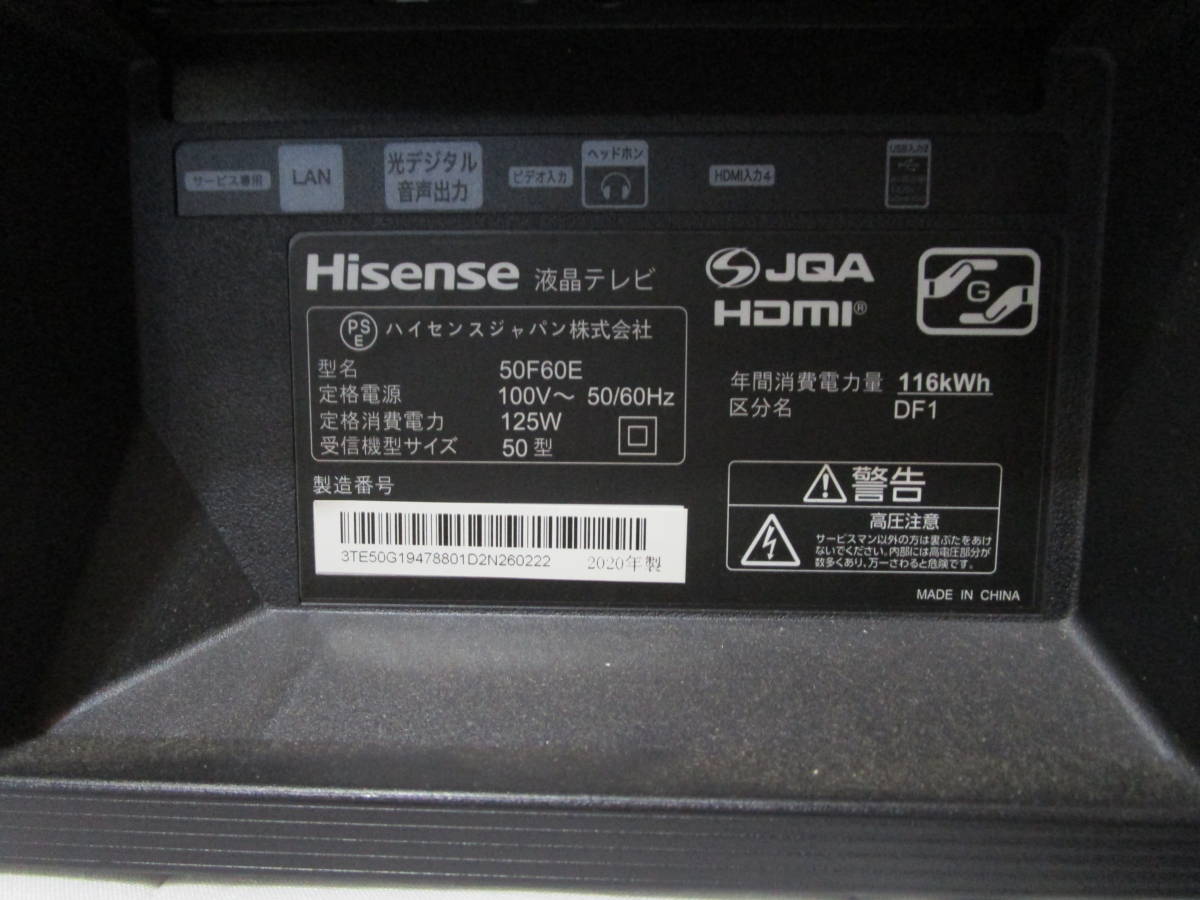 サービス専用
LAN
光デジタル
音声出力
ビデオ入力
ヘッドホン
HDMI入力4
USB入力2
Hisense 液晶テレビ
PS
E
ハイセンスジャパン株式会社
型名 50F60E
定格電源 100V～ 50/60Hz
定格消費電力 125W
受信機型サイズ 50型
製造番号
3TE50G19478801D2N260222 2020年製
JQA
HDMI®
G
年間消費電力量 116kWh
区分名 DF1
警告
高圧注意
サービスマン以外の方は裏ぶたをあけ
ないでください。内部には高電圧部分が
数多くあり、万一さわると危険です。
MADE IN CHINA